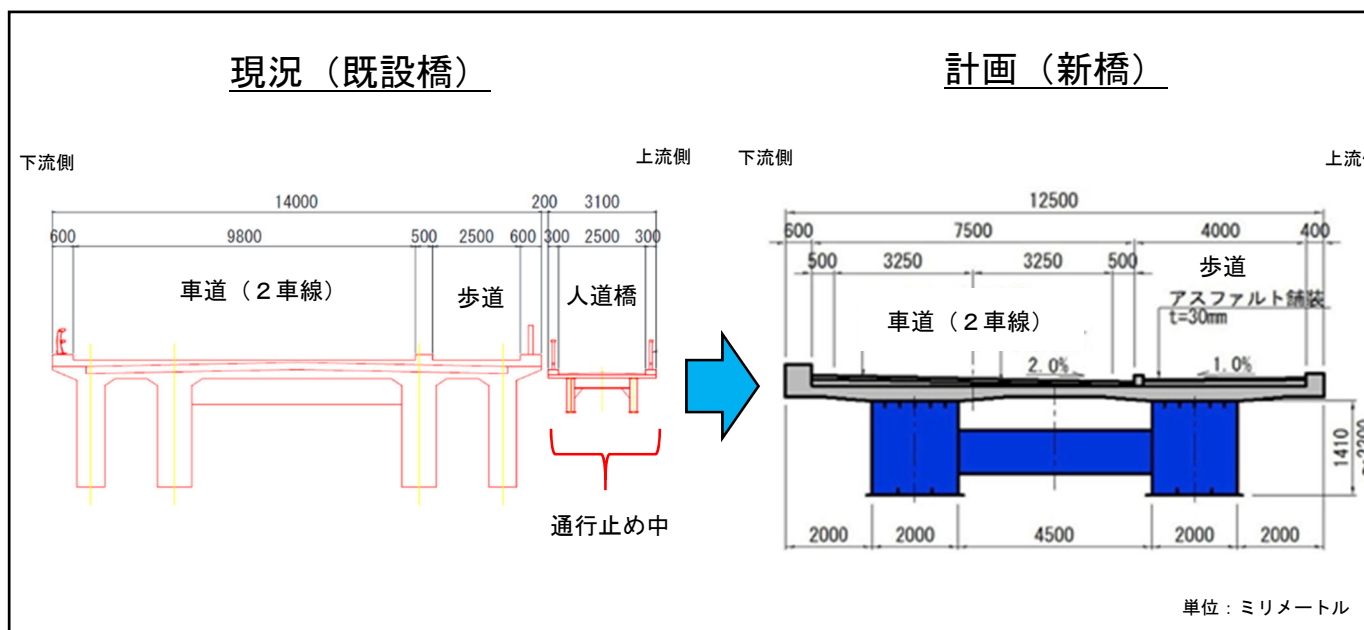 現況（既設橋）
下流側
上流側
14000
200
3100
600
9800
500
2500
600
300
2500
300
車道（２車線）
歩道
人道橋
通行止め中
計画（新橋）
下流側
上流
12500
600
7500
4000
400
500
3250
3250
500
歩道
アスファルト舗装
t=30mm
車道（２車線）
2.0%
1.0%
1410
2000
2000
4500
2000
2000
単位：ミリメートル